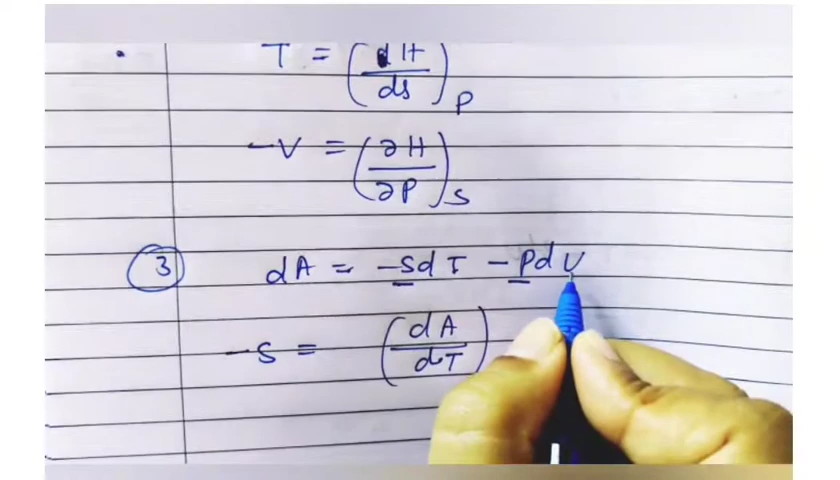 T = (dH/ds)P
-V = (∂H/∂P)S
3 dA = -SdT - PdV
-S = (dA/dT)